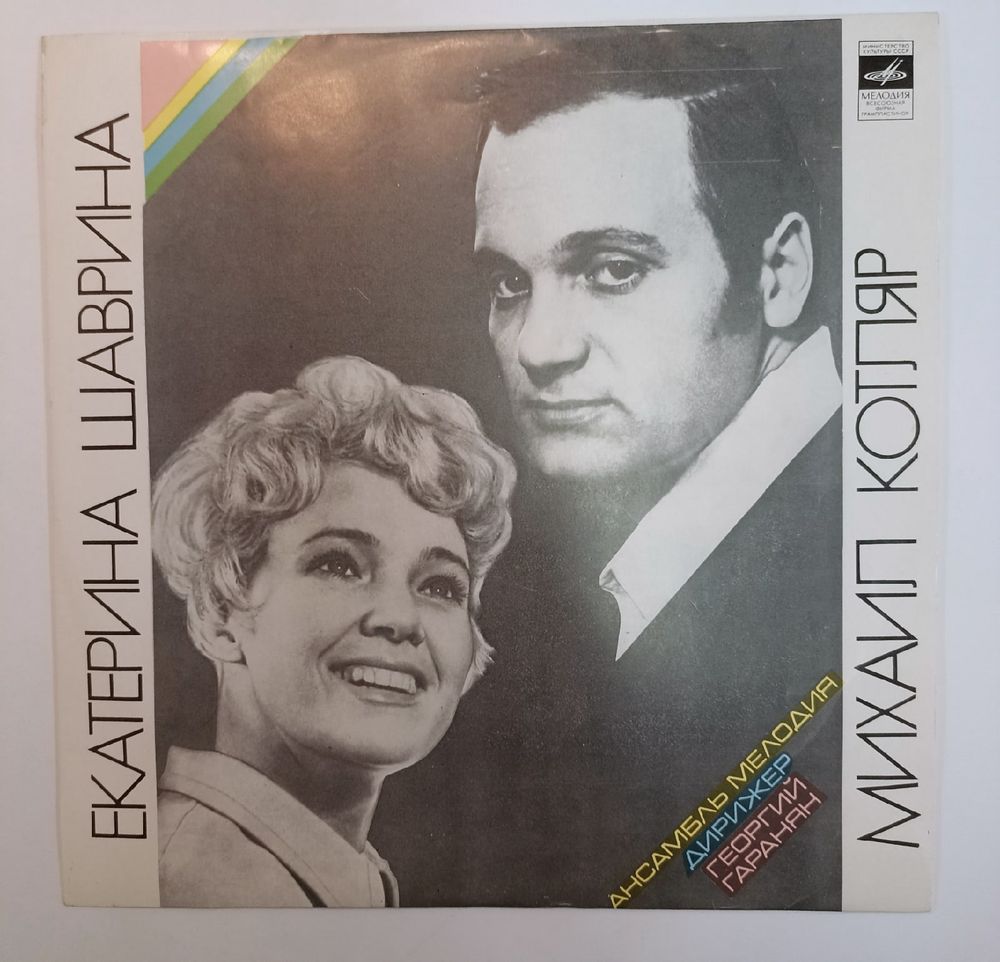 ЕКАТЕРИНА ШАВРИНА
МИНИСТЕРСТВО
КУЛЬТУРЫ СССР
МЕЛОДИЯ
ВСЕСОЮЗНАЯ
ФИРМА
ГРАМПЛАСТИНОК
МИХАИЛ КОТЛЯР
АНСАМБЛЬ МЕЛОДИЯ
ДИРИЖЕР
ГЕОРГИЙ
ГАРАНЯН